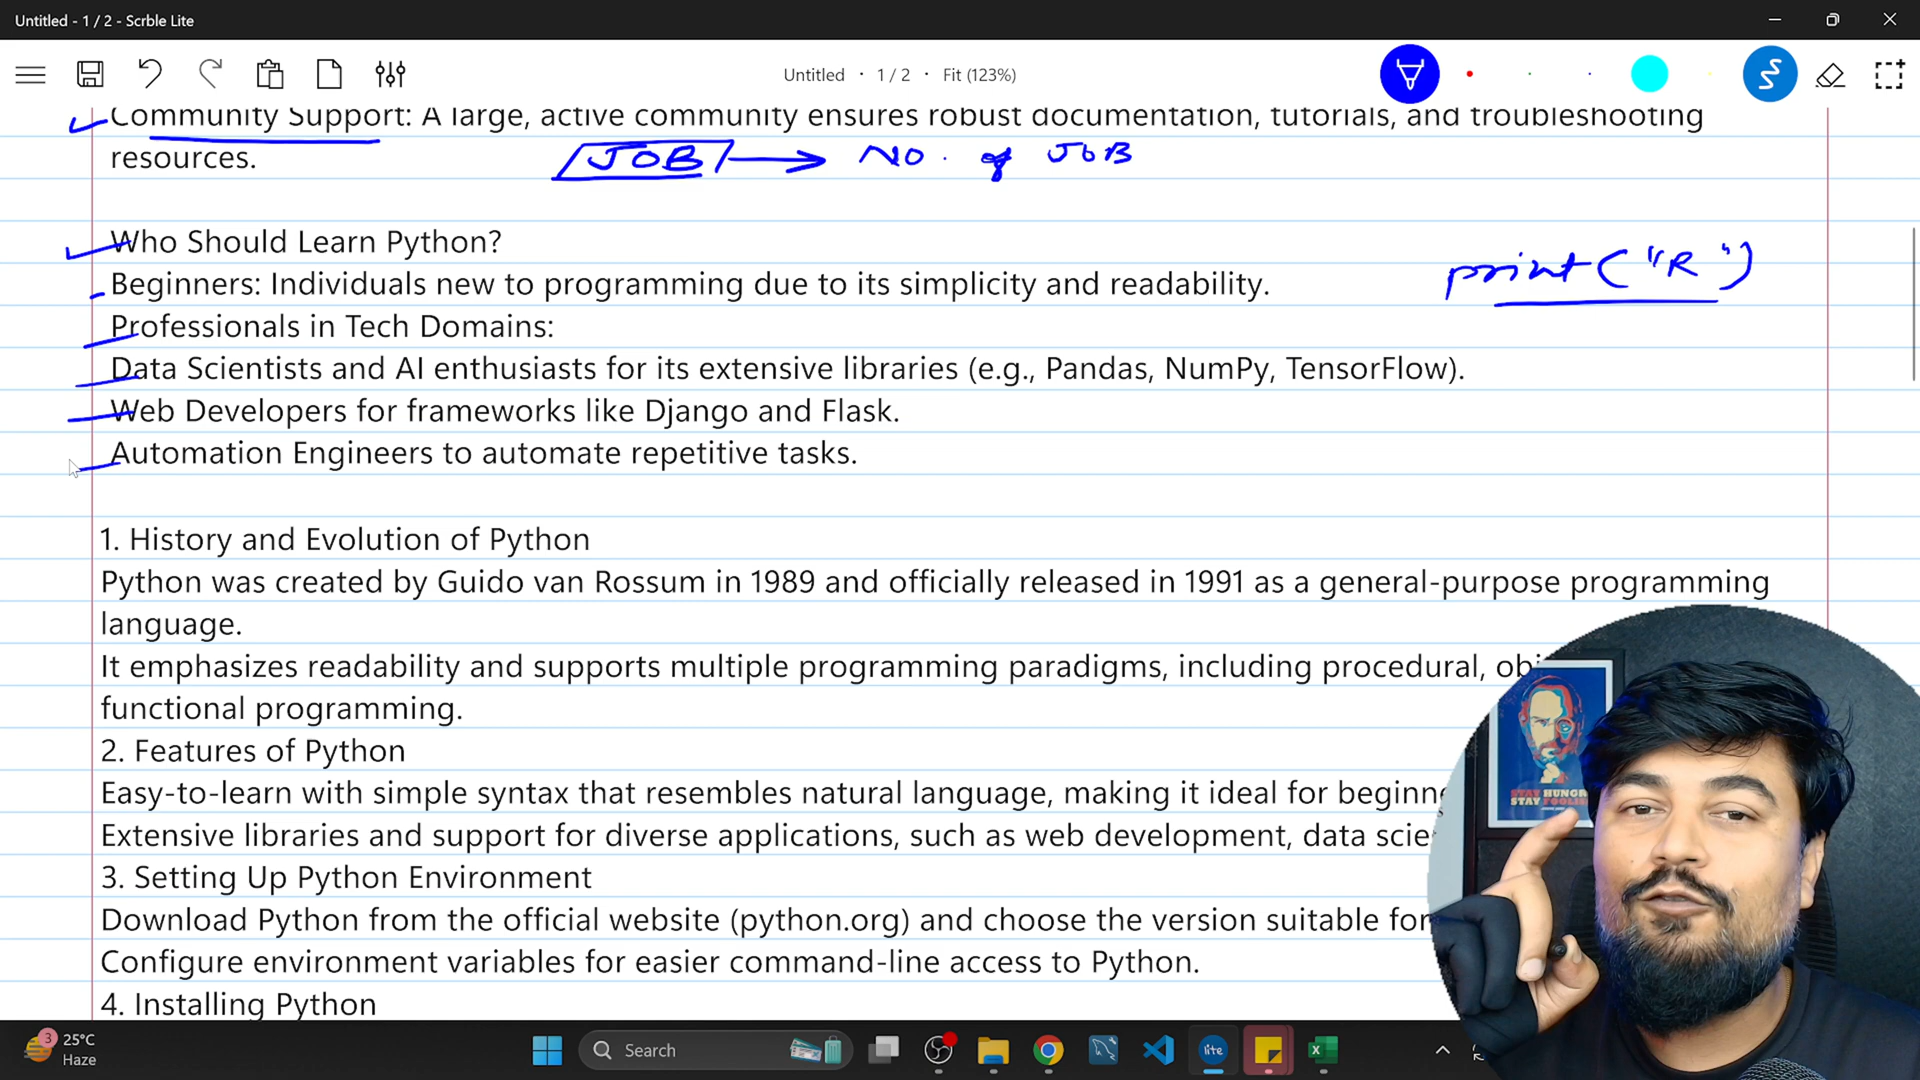 Untitled - 1 / 2 - Scrble Lite
Untitled · 1 / 2 · Fit (123%)
Community Support: A large, active community ensures robust documentation, tutorials, and troubleshooting
resources.
JOB → No. of JOB
Who Should Learn Python?
print("R")
Beginners: Individuals new to programming due to its simplicity and readability.
Professionals in Tech Domains:
Data Scientists and AI enthusiasts for its extensive libraries (e.g., Pandas, NumPy, TensorFlow).
Web Developers for frameworks like Django and Flask.
Automation Engineers to automate repetitive tasks.
1. History and Evolution of Python
Python was created by Guido van Rossum in 1989 and officially released in 1991 as a general-purpose programming
language.
It emphasizes readability and supports multiple programming paradigms, including procedural,
functional programming.
2. Features of Python
Easy-to-learn with simple syntax that resembles natural language, making it ideal for
Extensive libraries and support for diverse applications, such as web development, data
3. Setting Up Python Environment
Download Python from the official website (python.org) and choose the version suitable for
Configure environment variables for easier command-line access to Python.
4. Installing Python
STAY HUNGRY
STAY FOOLISH
3
25°C
Haze
Search
lite